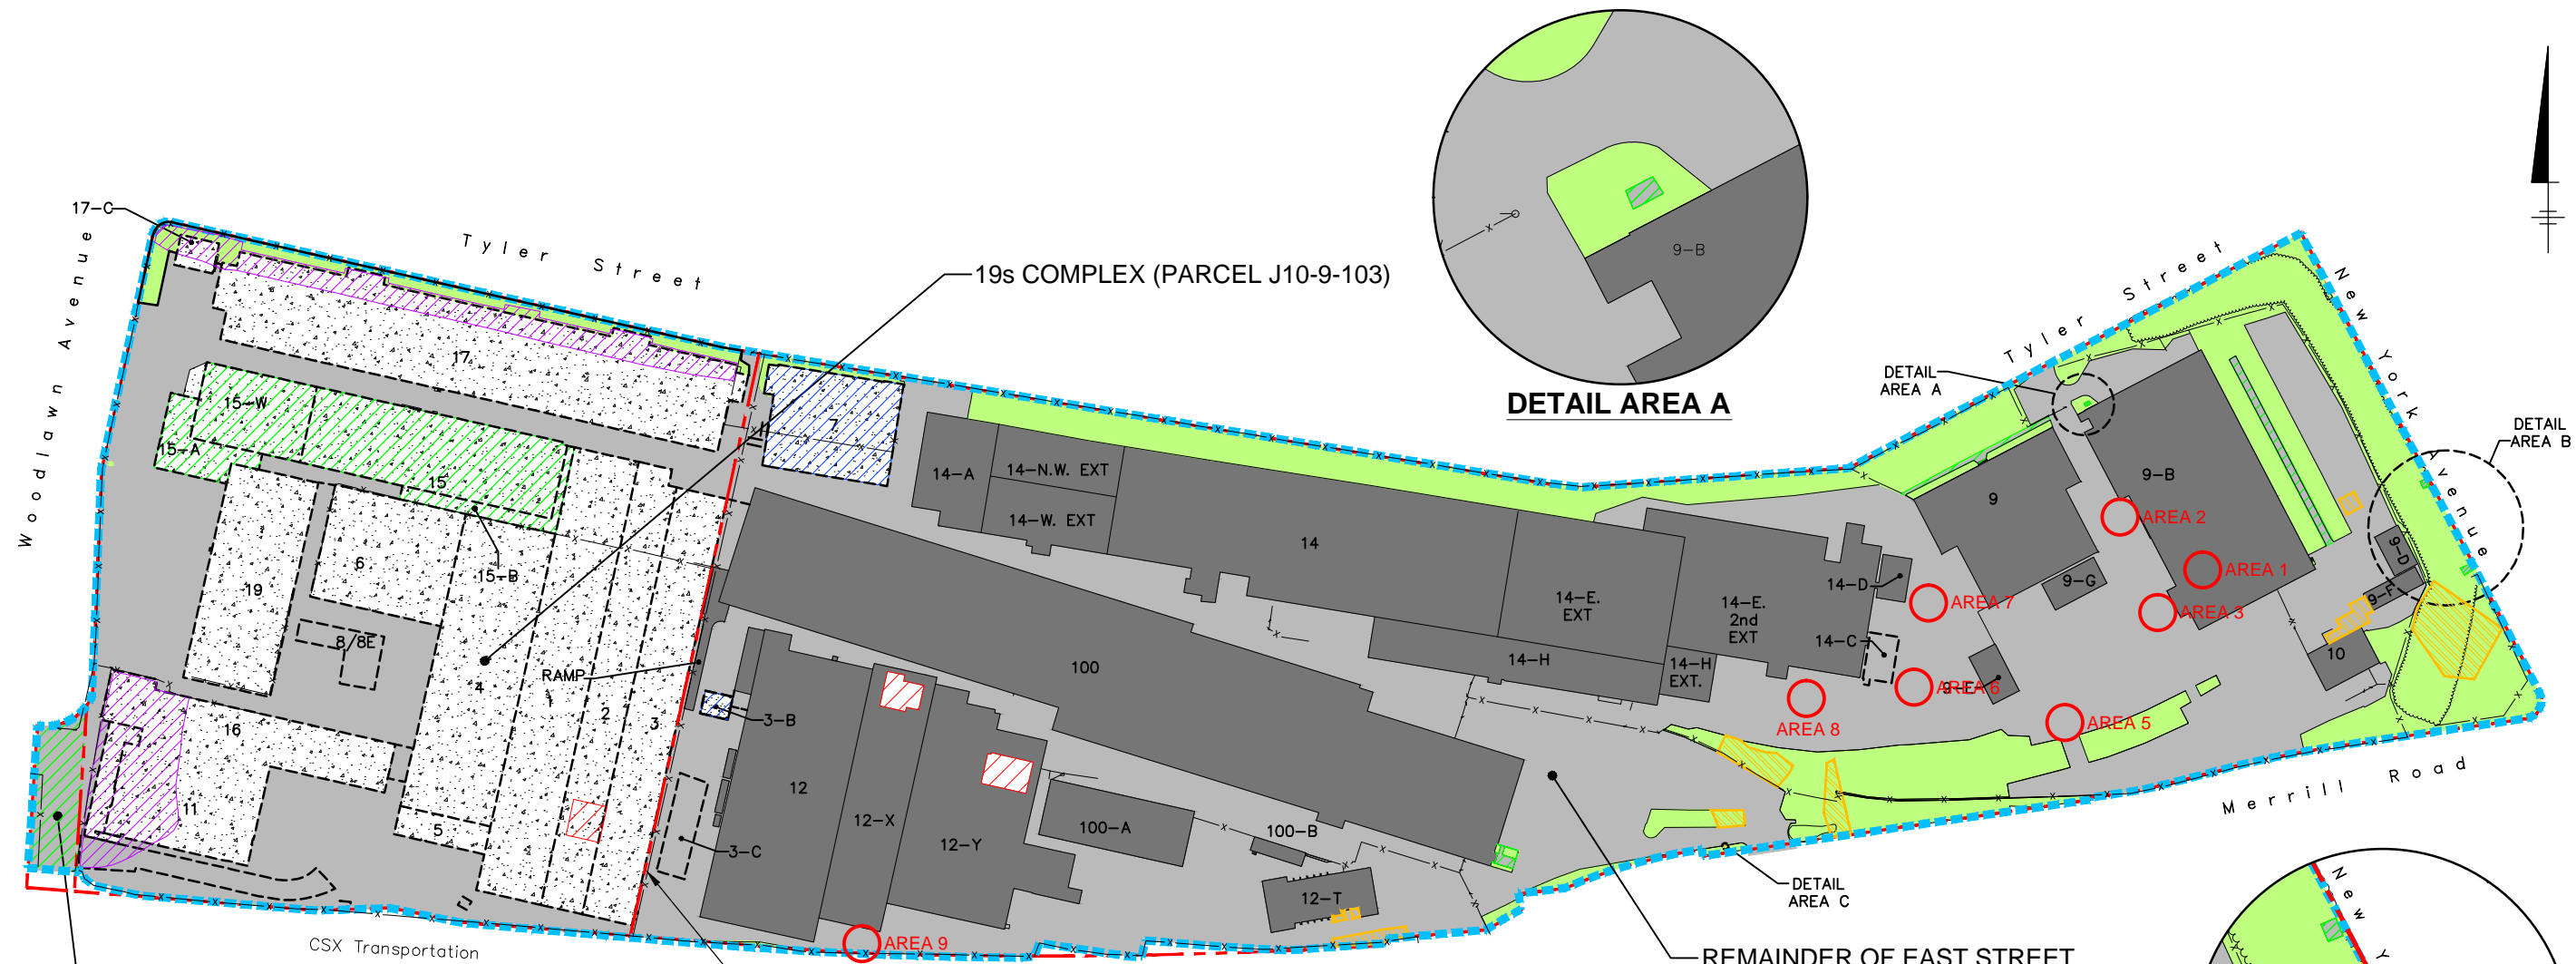 17-C
Woodlawn Avenue
Tyler Street
19s COMPLEX (PARCEL J10-9-103)
9-B
DETAIL AREA A
Tyler Street
New York Avenue
DETAIL
AREA A
DETAIL
AREA B
17
15-W
15-A
15
15-B
7
19
6
8/8E
4
1
2
3
RAMP
16
11
5
3-B
3-C
14-A
14-N.W. EXT
14-W. EXT
14
14-E.
EXT
14-E.
2nd
EXT
14-D
14-C
14-H
14-H
EXT.
100
12
12-X
12-Y
100-A
100-B
12-T
9
9-B
9-G
9-D
9-F
9-E
10
AREA 2
AREA 1
AREA 3
AREA 7
AREA 6
AREA 8
AREA 5
AREA 9
DETAIL
AREA C
Merrill Road
CSX Transportation
REMAINDER OF EAST STREET
New Y